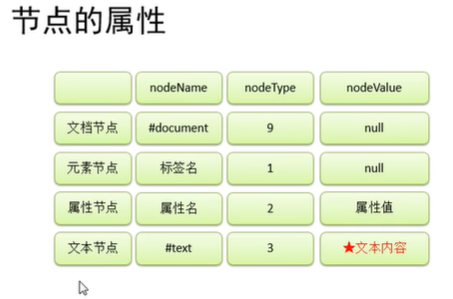 节点的属性
nodeName nodeType nodeValue
文档节点 #document 9 null
元素节点 标签名 1 null
属性节点 属性名 2 属性值
文本节点 #text 3 ★文本内容